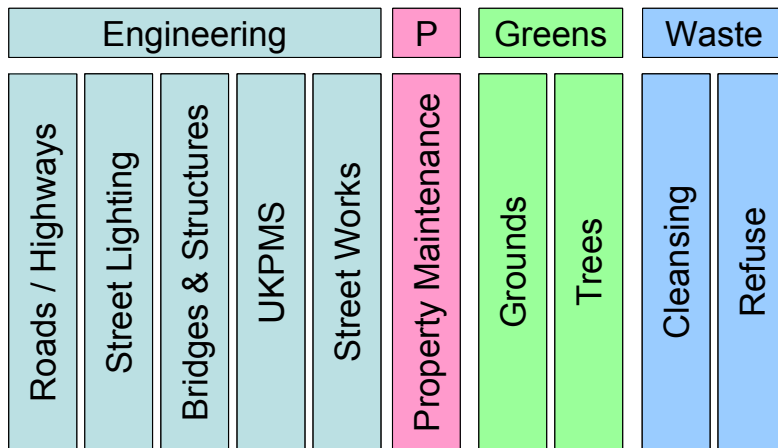 Engineering
P
Greens
Waste
Roads / Highways
Street Lighting
Bridges & Structures
UKPMS
Street Works
Property Maintenance
Grounds
Trees
Cleansing
Refuse